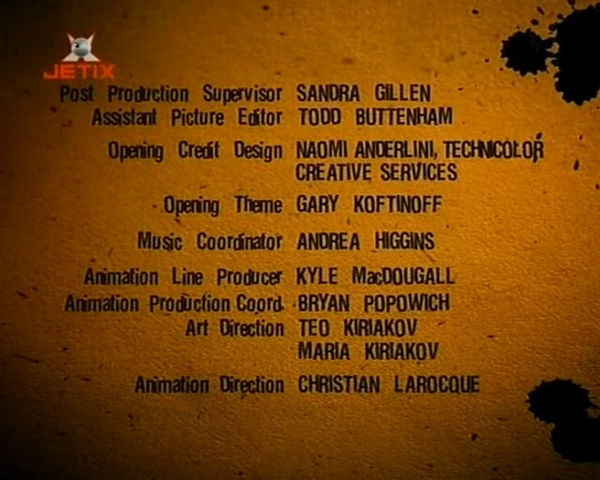 JETIX
Post Production Supervisor SANDRA GILLEN
Assistant Picture Editor TODD BUTTENHAM
Opening Credit Design NAOMI ANDERLINI, TECHNICOLOR
CREATIVE SERVICES
Opening Theme GARY KOFTINOFF
Music Coordinator ANDREA HIGGINS
Animation Line Producer KYLE MacDOUGALL
Animation Production Coord. BRYAN POPOWICH
Art Direction TEO KIRIAKOV
MARIA KIRIAKOV
Animation Direction CHRISTIAN LAROCQUE